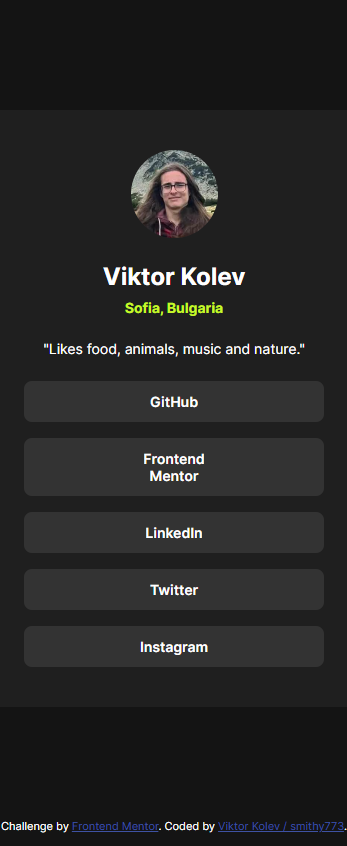 Viktor Kolev
Sofia, Bulgaria
"Likes food, animals, music and nature."
GitHub
Frontend
Mentor
LinkedIn
Twitter
Instagram
Challenge by Frontend Mentor. Coded by Viktor Kolev / smithy773.